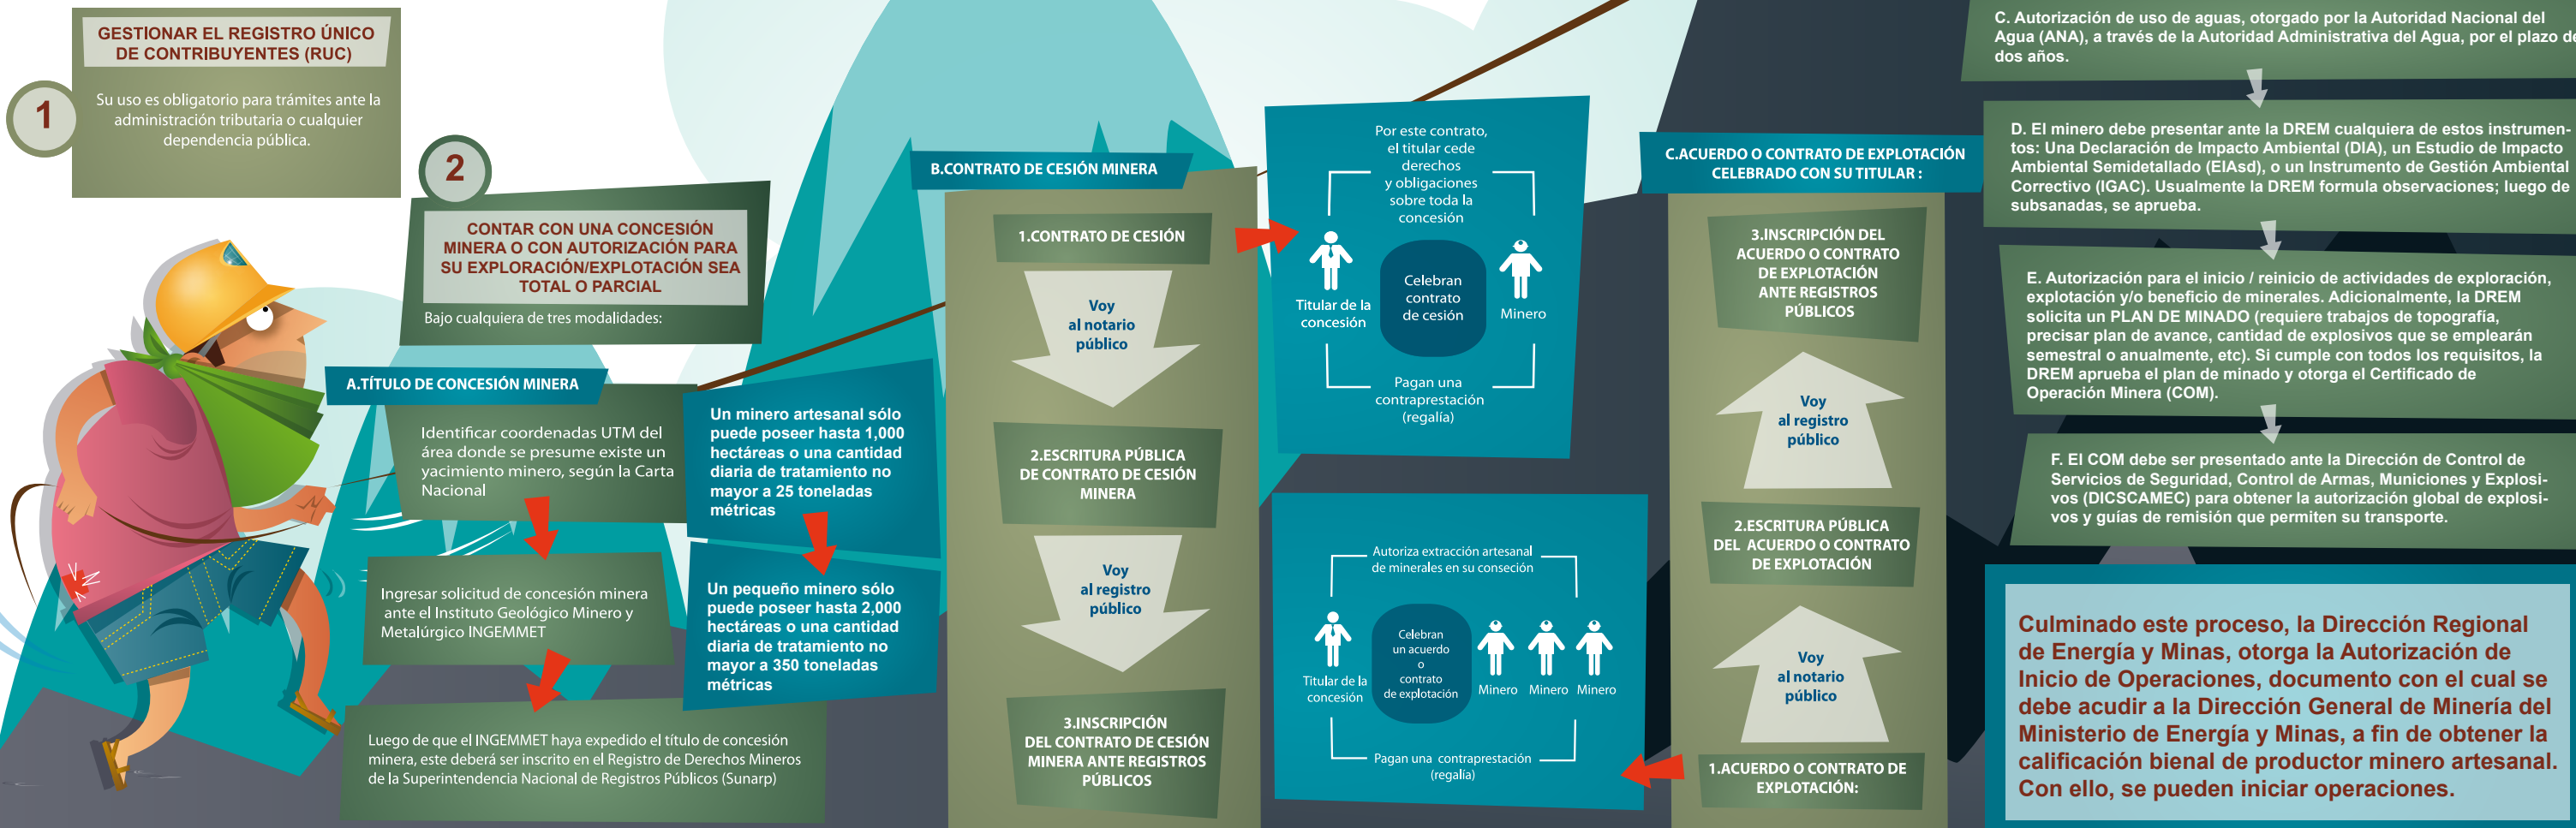 GESTIONAR EL REGISTRO ÚNICO
DE CONTRIBUYENTES (RUC)
1
Su uso es obligatorio para trámites ante la
administración tributaria o cualquier
dependencia pública.
2
CONTAR CON UNA CONCESIÓN
MINERA O CON AUTORIZACIÓN PARA
SU EXPLORACIÓN/EXPLOTACIÓN SEA
TOTAL O PARCIAL
Bajo cualquiera de tres modalidades:
A.TÍTULO DE CONCESIÓN MINERA
Identificar coordenadas UTM del
área donde se presume existe un
yacimiento minero, según la Carta
Nacional
Ingresar solicitud de concesión minera
ante el Instituto Geológico Minero y
Metalúrgico INGEMMET
Luego de que el INGEMMET haya expedido el título de concesión
minera, este deberá ser inscrito en el Registro de Derechos Mineros
de la Superintendencia Nacional de Registros Públicos (Sunarp)
Un minero artesanal sólo
puede poseer hasta 1,000
hectáreas o una cantidad
diaria de tratamiento no
mayor a 25 toneladas
métricas
Un pequeño minero sólo
puede poseer hasta 2,000
hectáreas o una cantidad
diaria de tratamiento no
mayor a 350 toneladas
métricas
B.CONTRATO DE CESIÓN MINERA
1.CONTRATO DE CESIÓN
Voy
al notario
público
2.ESCRITURA PÚBLICA
DE CONTRATO DE CESIÓN
MINERA
Voy
al registro
público
3.INSCRIPCIÓN
DEL CONTRATO DE CESIÓN
MINERA ANTE REGISTROS
PÚBLICOS
Por este contrato,
el titular cede
derechos
y obligaciones
sobre toda la
concesión
Titular de la
concesión
Celebran
contrato
de cesión
Minero
Pagan una
contraprestación
(regalía)
Autoriza extracción artesanal
de minerales en su conseción
Titular de la
concesión
Celebran
un acuerdo
o
contrato
de explotación
Minero Minero Minero
Pagan una contraprestación
(regalía)
C.ACUERDO O CONTRATO DE EXPLOTACIÓN
CELEBRADO CON SU TITULAR :
3.INSCRIPCIÓN DEL
ACUERDO O CONTRATO
DE EXPLOTACIÓN
ANTE REGISTROS
PÚBLICOS
Voy
al registro
público
2.ESCRITURA PÚBLICA
DEL ACUERDO O CONTRATO
DE EXPLOTACIÓN
Voy
al notario
público
1.ACUERDO O CONTRATO DE
EXPLOTACIÓN:
C. Autorización de uso de aguas, otorgado por la Autoridad Nacional del
Agua (ANA), a través de la Autoridad Administrativa del Agua, por el plazo de
dos años.
D. El minero debe presentar ante la DREM cualquiera de estos instrumen-
tos: Una Declaración de Impacto Ambiental (DIA), un Estudio de Impacto
Ambiental Semidetallado (EIAsd), o un Instrumento de Gestión Ambiental
Correctivo (IGAC). Usualmente la DREM formula observaciones; luego de
subsanadas, se aprueba.
E. Autorización para el inicio / reinicio de actividades de exploración,
explotación y/o beneficio de minerales. Adicionalmente, la DREM
solicita un PLAN DE MINADO (requiere trabajos de topografía,
precisar plan de avance, cantidad de explosivos que se emplearán
semestral o anualmente, etc). Si cumple con todos los requisitos, la
DREM aprueba el plan de minado y otorga el Certificado de
Operación Minera (COM).
F. El COM debe ser presentado ante la Dirección de Control de
Servicios de Seguridad, Control de Armas, Municiones y Explosi-
vos (DICSCAMEC) para obtener la autorización global de explosi-
vos y guías de remisión que permiten su transporte.
Culminado este proceso, la Dirección Regional
de Energía y Minas, otorga la Autorización de
Inicio de Operaciones, documento con el cual se
debe acudir a la Dirección General de Minería del
Ministerio de Energía y Minas, a fin de obtener la
calificación bienal de productor minero artesanal.
Con ello, se pueden iniciar operaciones.